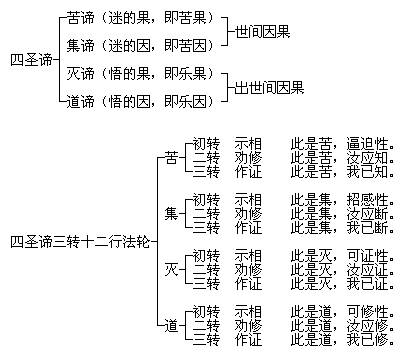 苦谛（迷的果，即苦果）
世间因果
集谛（迷的因，即苦因）
四圣谛
灭谛（悟的果，即乐果）
出世间因果
道谛（悟的因，即乐因）
初转 示相 此是苦，逼迫性。
苦 二转 劝修 此是苦，汝应知。
三转 作证 此是苦，我已知。
初转 示相 此是集，招感性。
集 二转 劝修 此是集，汝应断。
三转 作证 此是集，我已断。
四圣谛三转十二行法轮
初转 示相 此是灭，可证性。
灭 二转 劝修 此是灭，汝应证。
三转 作证 此是灭，我已证。
初转 示相 此是道，可修性。
道 二转 劝修 此是道，汝应修。
三转 作证 此是道，我已修。